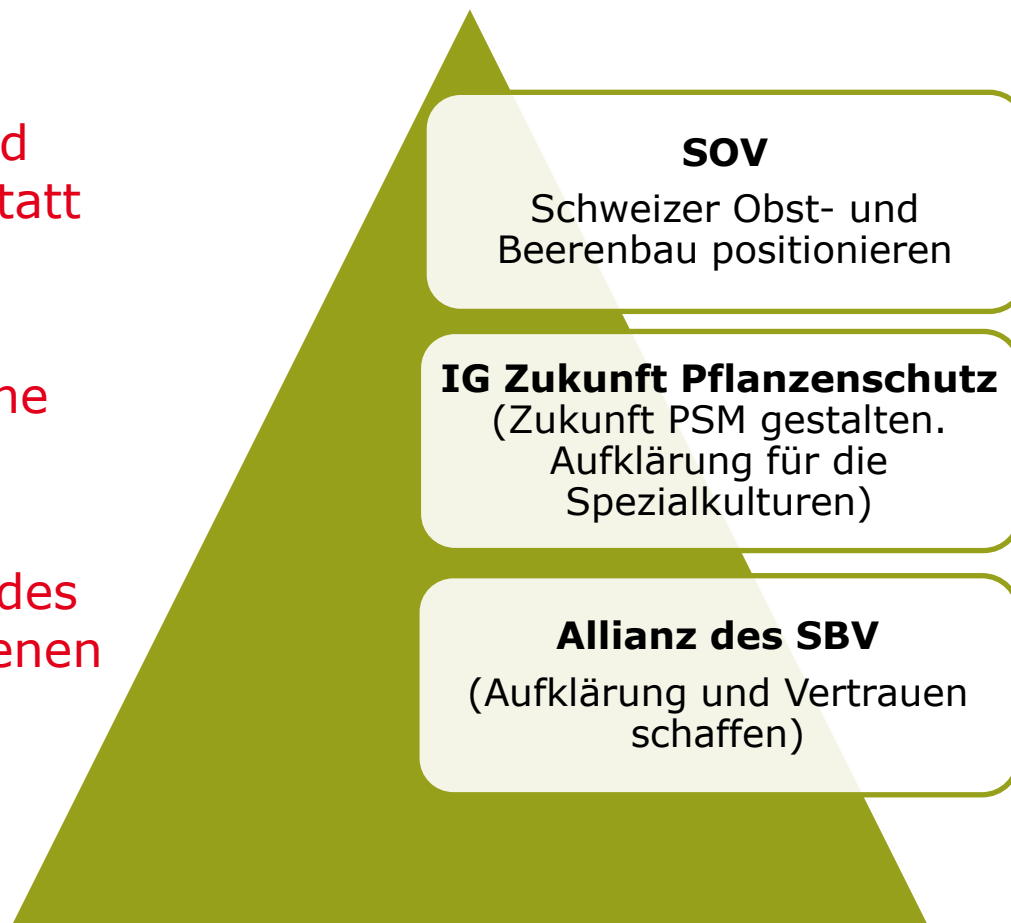 d
tatt
ne
des
enen
SOV
Schweizer Obst- und
Beerenbau positionieren
IG Zukunft Pflanzenschutz
(Zukunft PSM gestalten.
Aufklärung für die
Spezialkulturen)
Allianz des SBV
(Aufklärung und Vertrauen
schaffen)